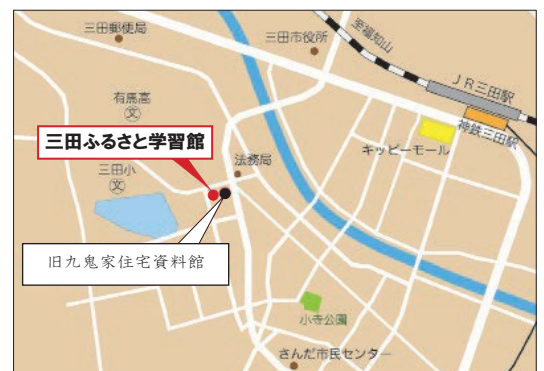 三田郵便局
三田市役所
至福知山
JR三田駅
神鉄三田駅
有馬高
文
キッピーモール
三田ふるさと学習館
法務局
三田小
文
旧九鬼家住宅資料館
小寺公園
さんだ市民センター